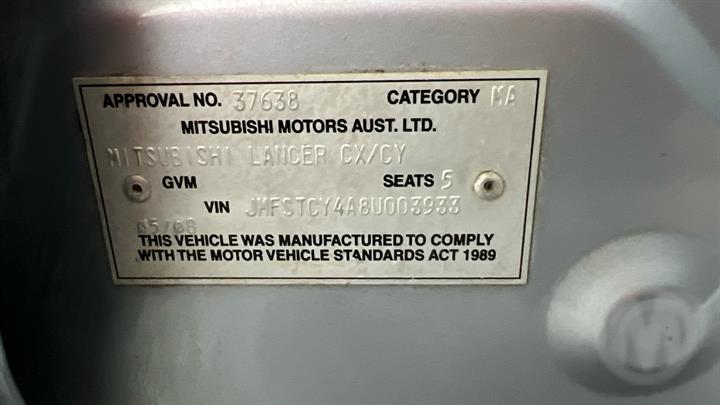 APPROVAL NO. 37638 CATEGORY MA
MITSUBISHI MOTORS AUST. LTD.
MITSUBISHI LANCER CX/CY
GVM SEATS 5
VIN JMFSTCY4A8U003933
05/08
THIS VEHICLE WAS MANUFACTURED TO COMPLY
WITH THE MOTOR VEHICLE STANDARDS ACT 1989
M